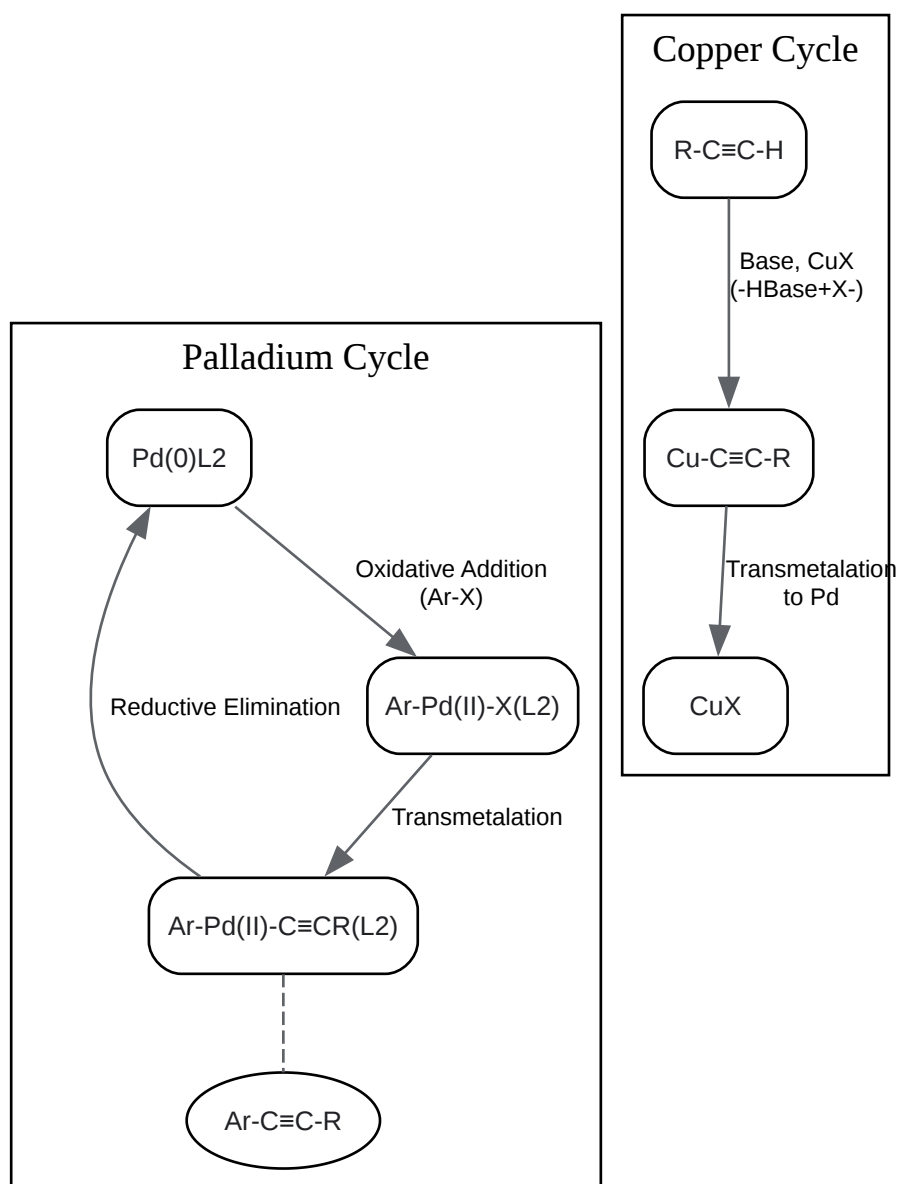 Copper Cycle
R-C≡C-H
Base, CuX
(-HBase+X-)
Cu-C≡C-R
Transmetalation
to Pd
CuX
Palladium Cycle
Pd(0)L2
Oxidative Addition
(Ar-X)
Ar-Pd(II)-X(L2)
Reductive Elimination
Transmetalation
Ar-Pd(II)-C≡CR(L2)
Ar-C≡C-R